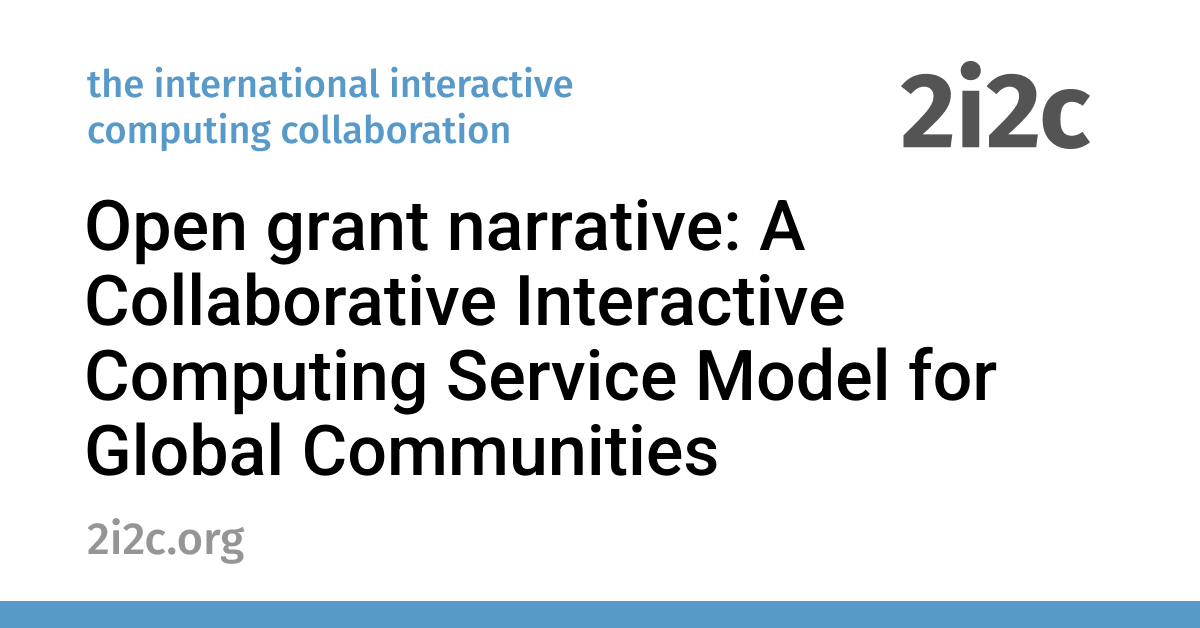 the international interactive
computing collaboration
2i2c
Open grant narrative: A
Collaborative Interactive
Computing Service Model for
Global Communities
2i2c.org